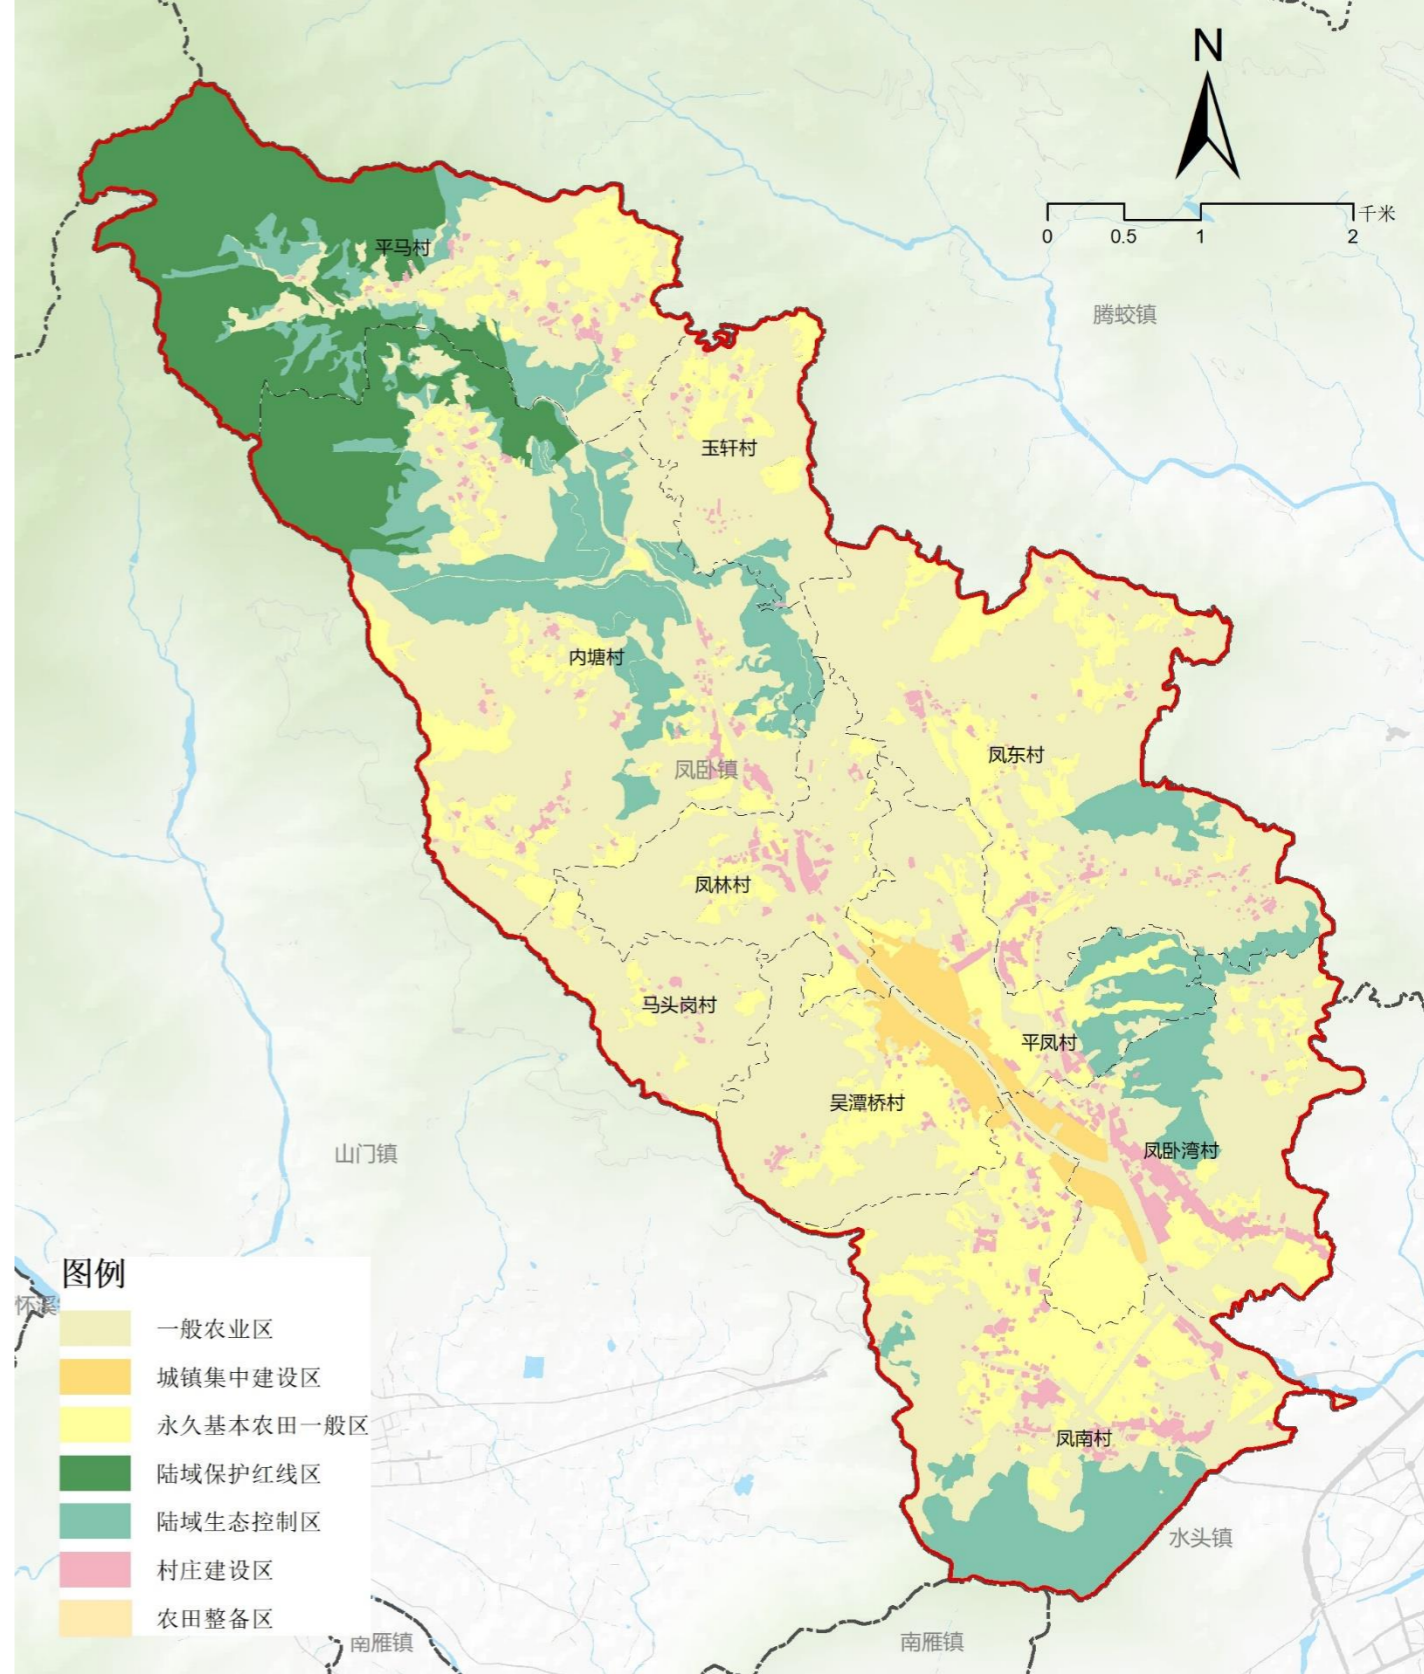 N
千米
0 0.5 1 2
平马村
腾蛟镇
玉轩村
内塘村
凤卧镇
凤东村
凤林村
马头岗村
平凤村
吴潭桥村
凤卧湾村
山门镇
凤南村
水头镇
南雁镇
南雁镇
怀溪
图例
一般农业区
城镇集中建设区
永久基本农田一般区
陆域保护红线区
陆域生态控制区
村庄建设区
农田整备区